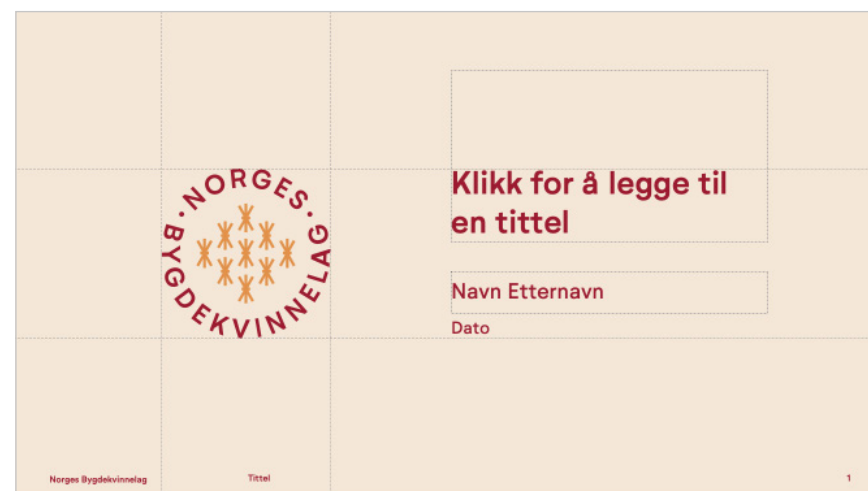 · NORGES · BYGDEKVINNELAG
Klikk for å legge til
en tittel
Navn Etternavn
Dato
Norges Bygdekvinnelag
Tittel
1